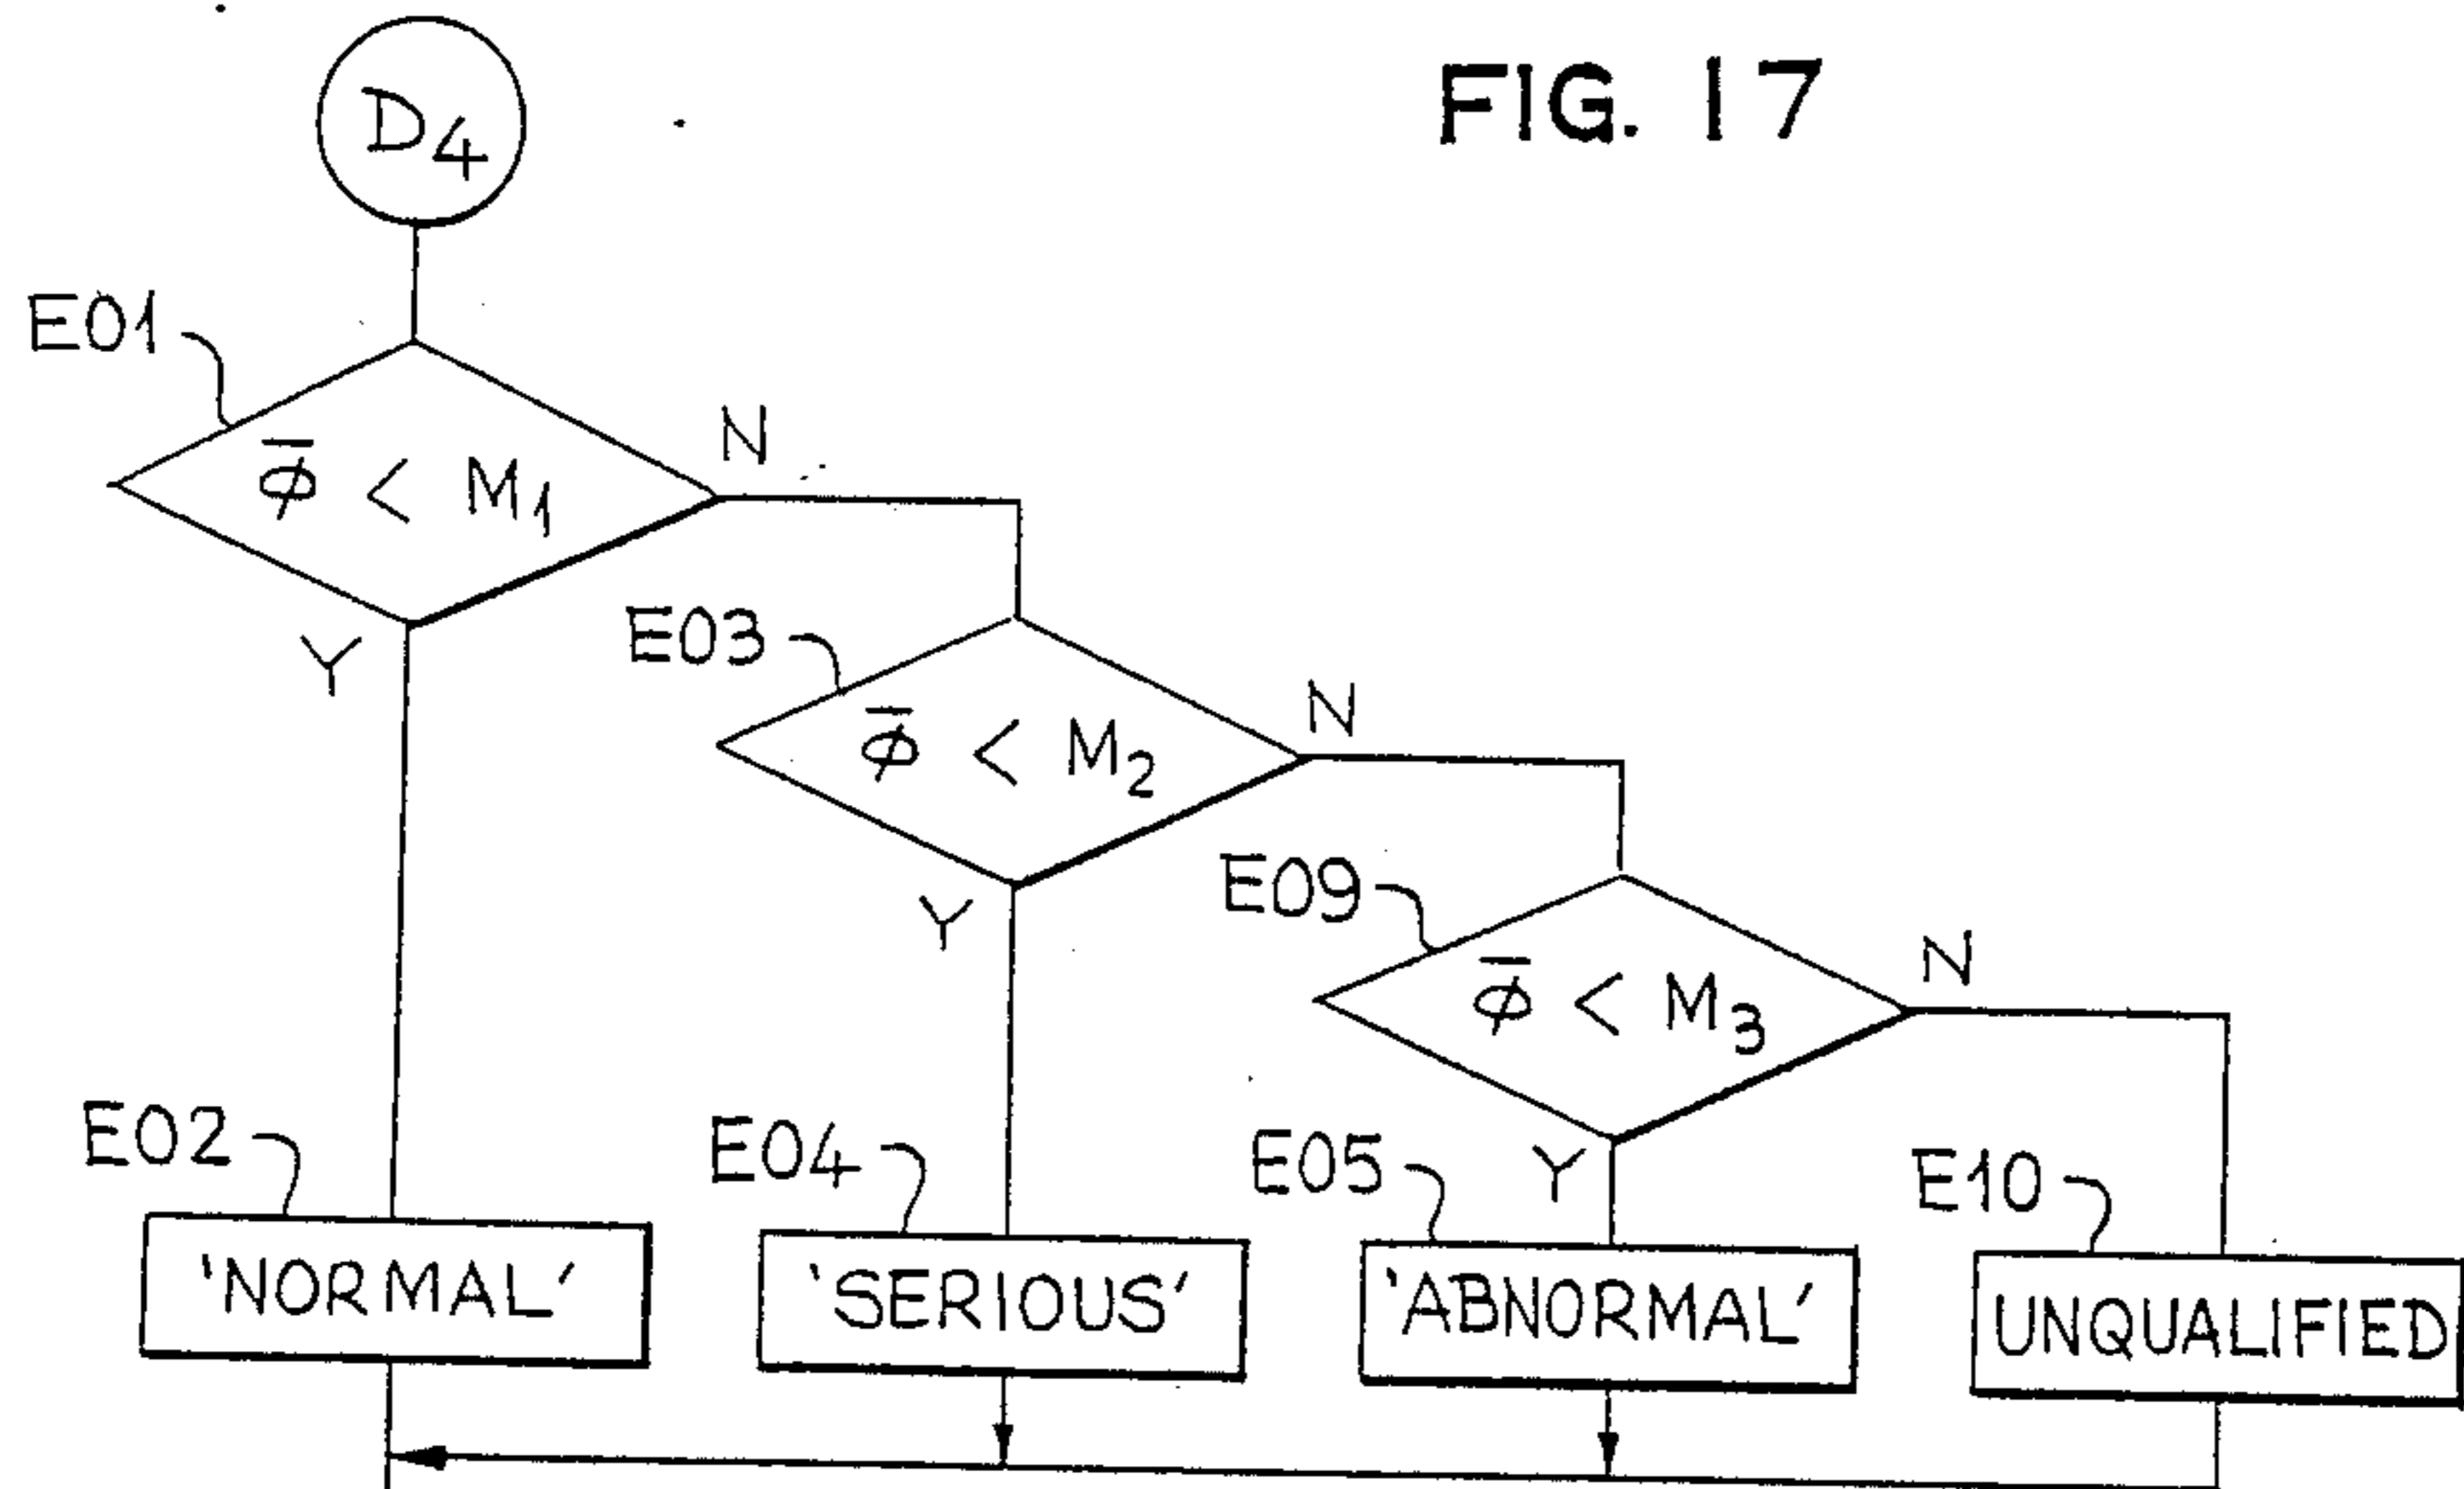 D4
FIG. 17
E01
N
ϕ̅ < M1
Y
E03
N
ϕ̅ < M2
Y
E09
N
ϕ̅ < M3
E02
E04
E05
Y
E10
'NORMAL'
'SERIOUS'
'ABNORMAL'
UNQUALIFIED